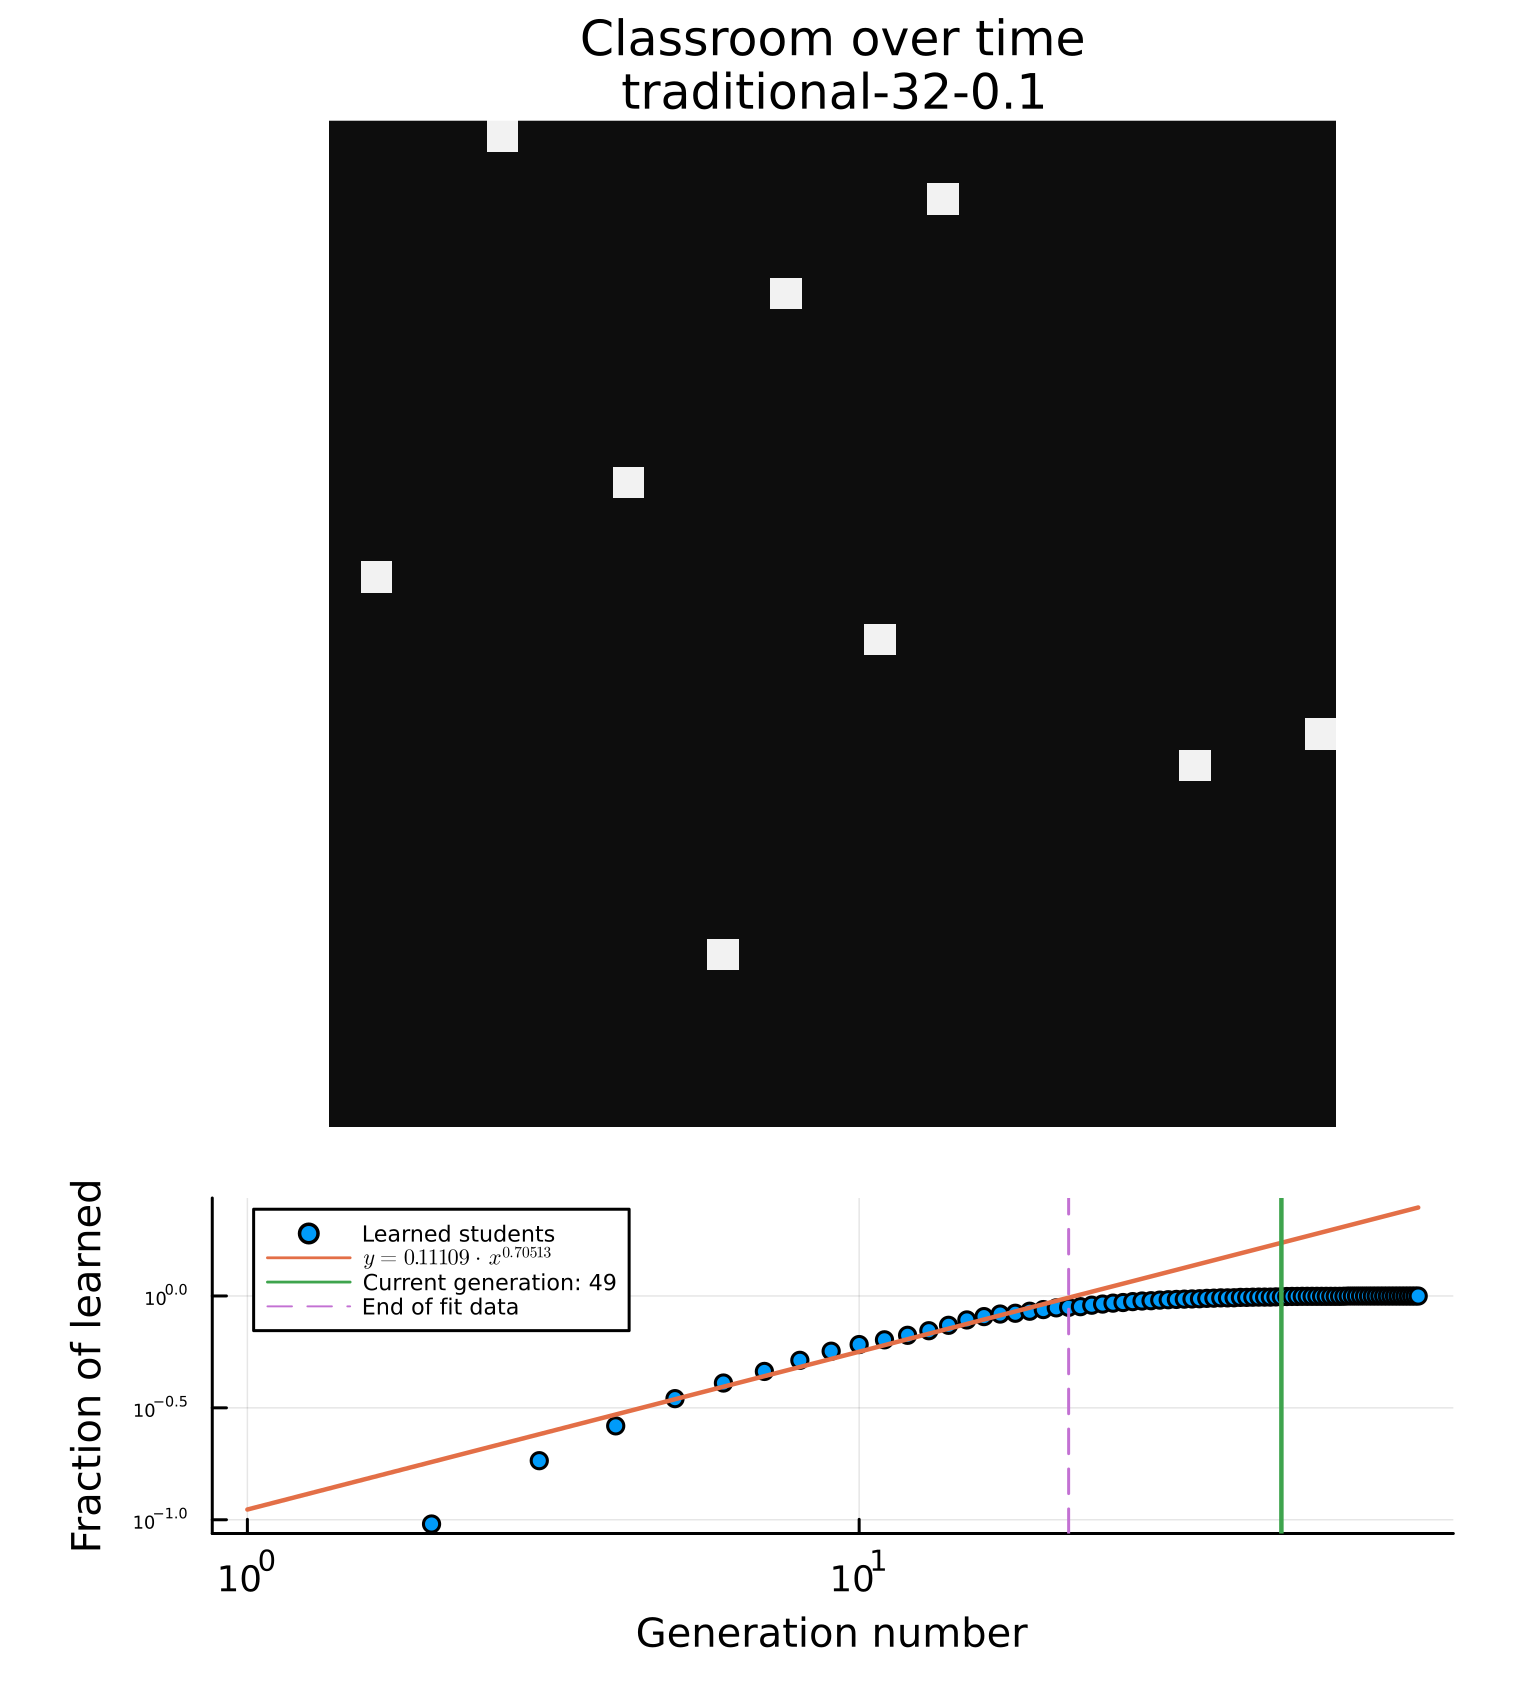 Classroom over time
traditional-32-0.1
Fraction of learned
Learned students
y = 0.11109 · x^0.70513
Current generation: 49
End of fit data
10^0.0
10^−0.5
10^−1.0
10^0
10^1
Generation number